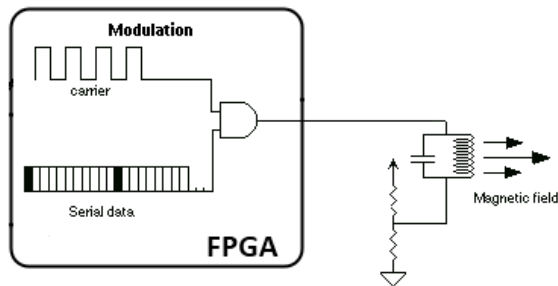 Modulation
carrier
Serial data
FPGA
Magnetic field